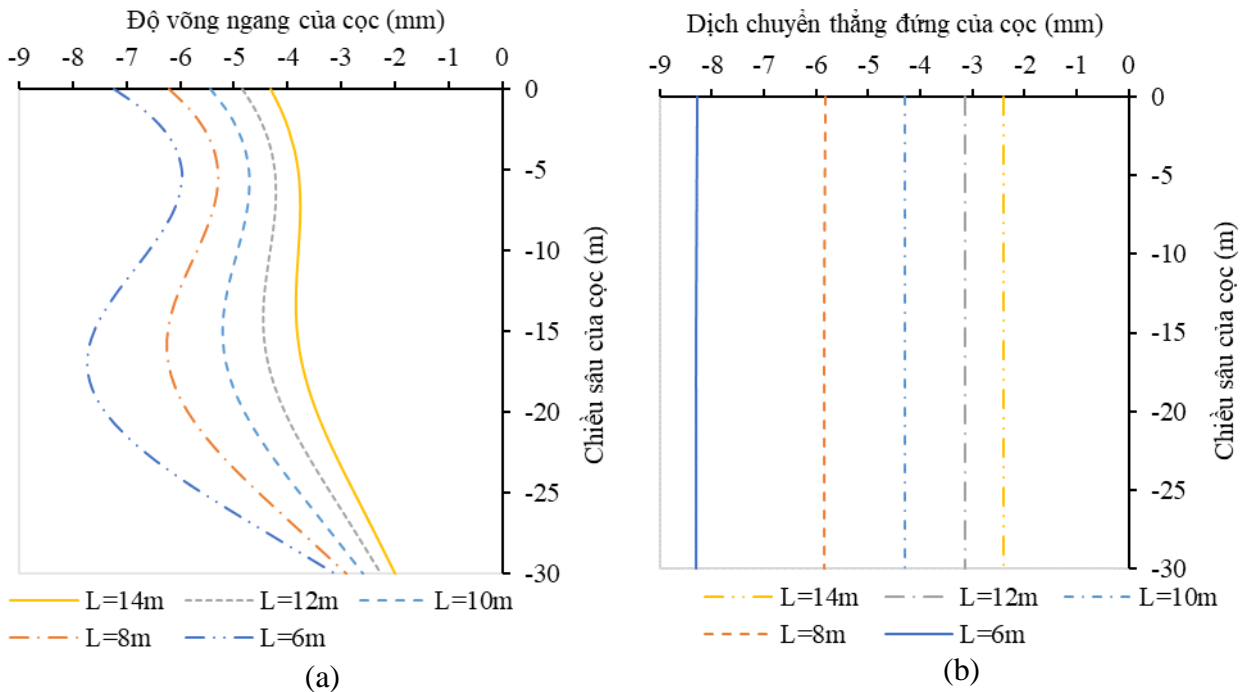 Độ võng ngang của cọc (mm)
-9 -8 -7 -6 -5 -4 -3 -2 -1 0
0
-5
-10
-15
-20
-25
-30
Chiều sâu của cọc (m)
L=14m L=12m L=10m
L=8m L=6m
(a)
Dịch chuyển thẳng đứng của cọc (mm)
-9 -8 -7 -6 -5 -4 -3 -2 -1 0
0
-5
-10
-15
-20
-25
-30
Chiều sâu của cọc (m)
L=14m L=12m L=10m
L=8m L=6m
(b)